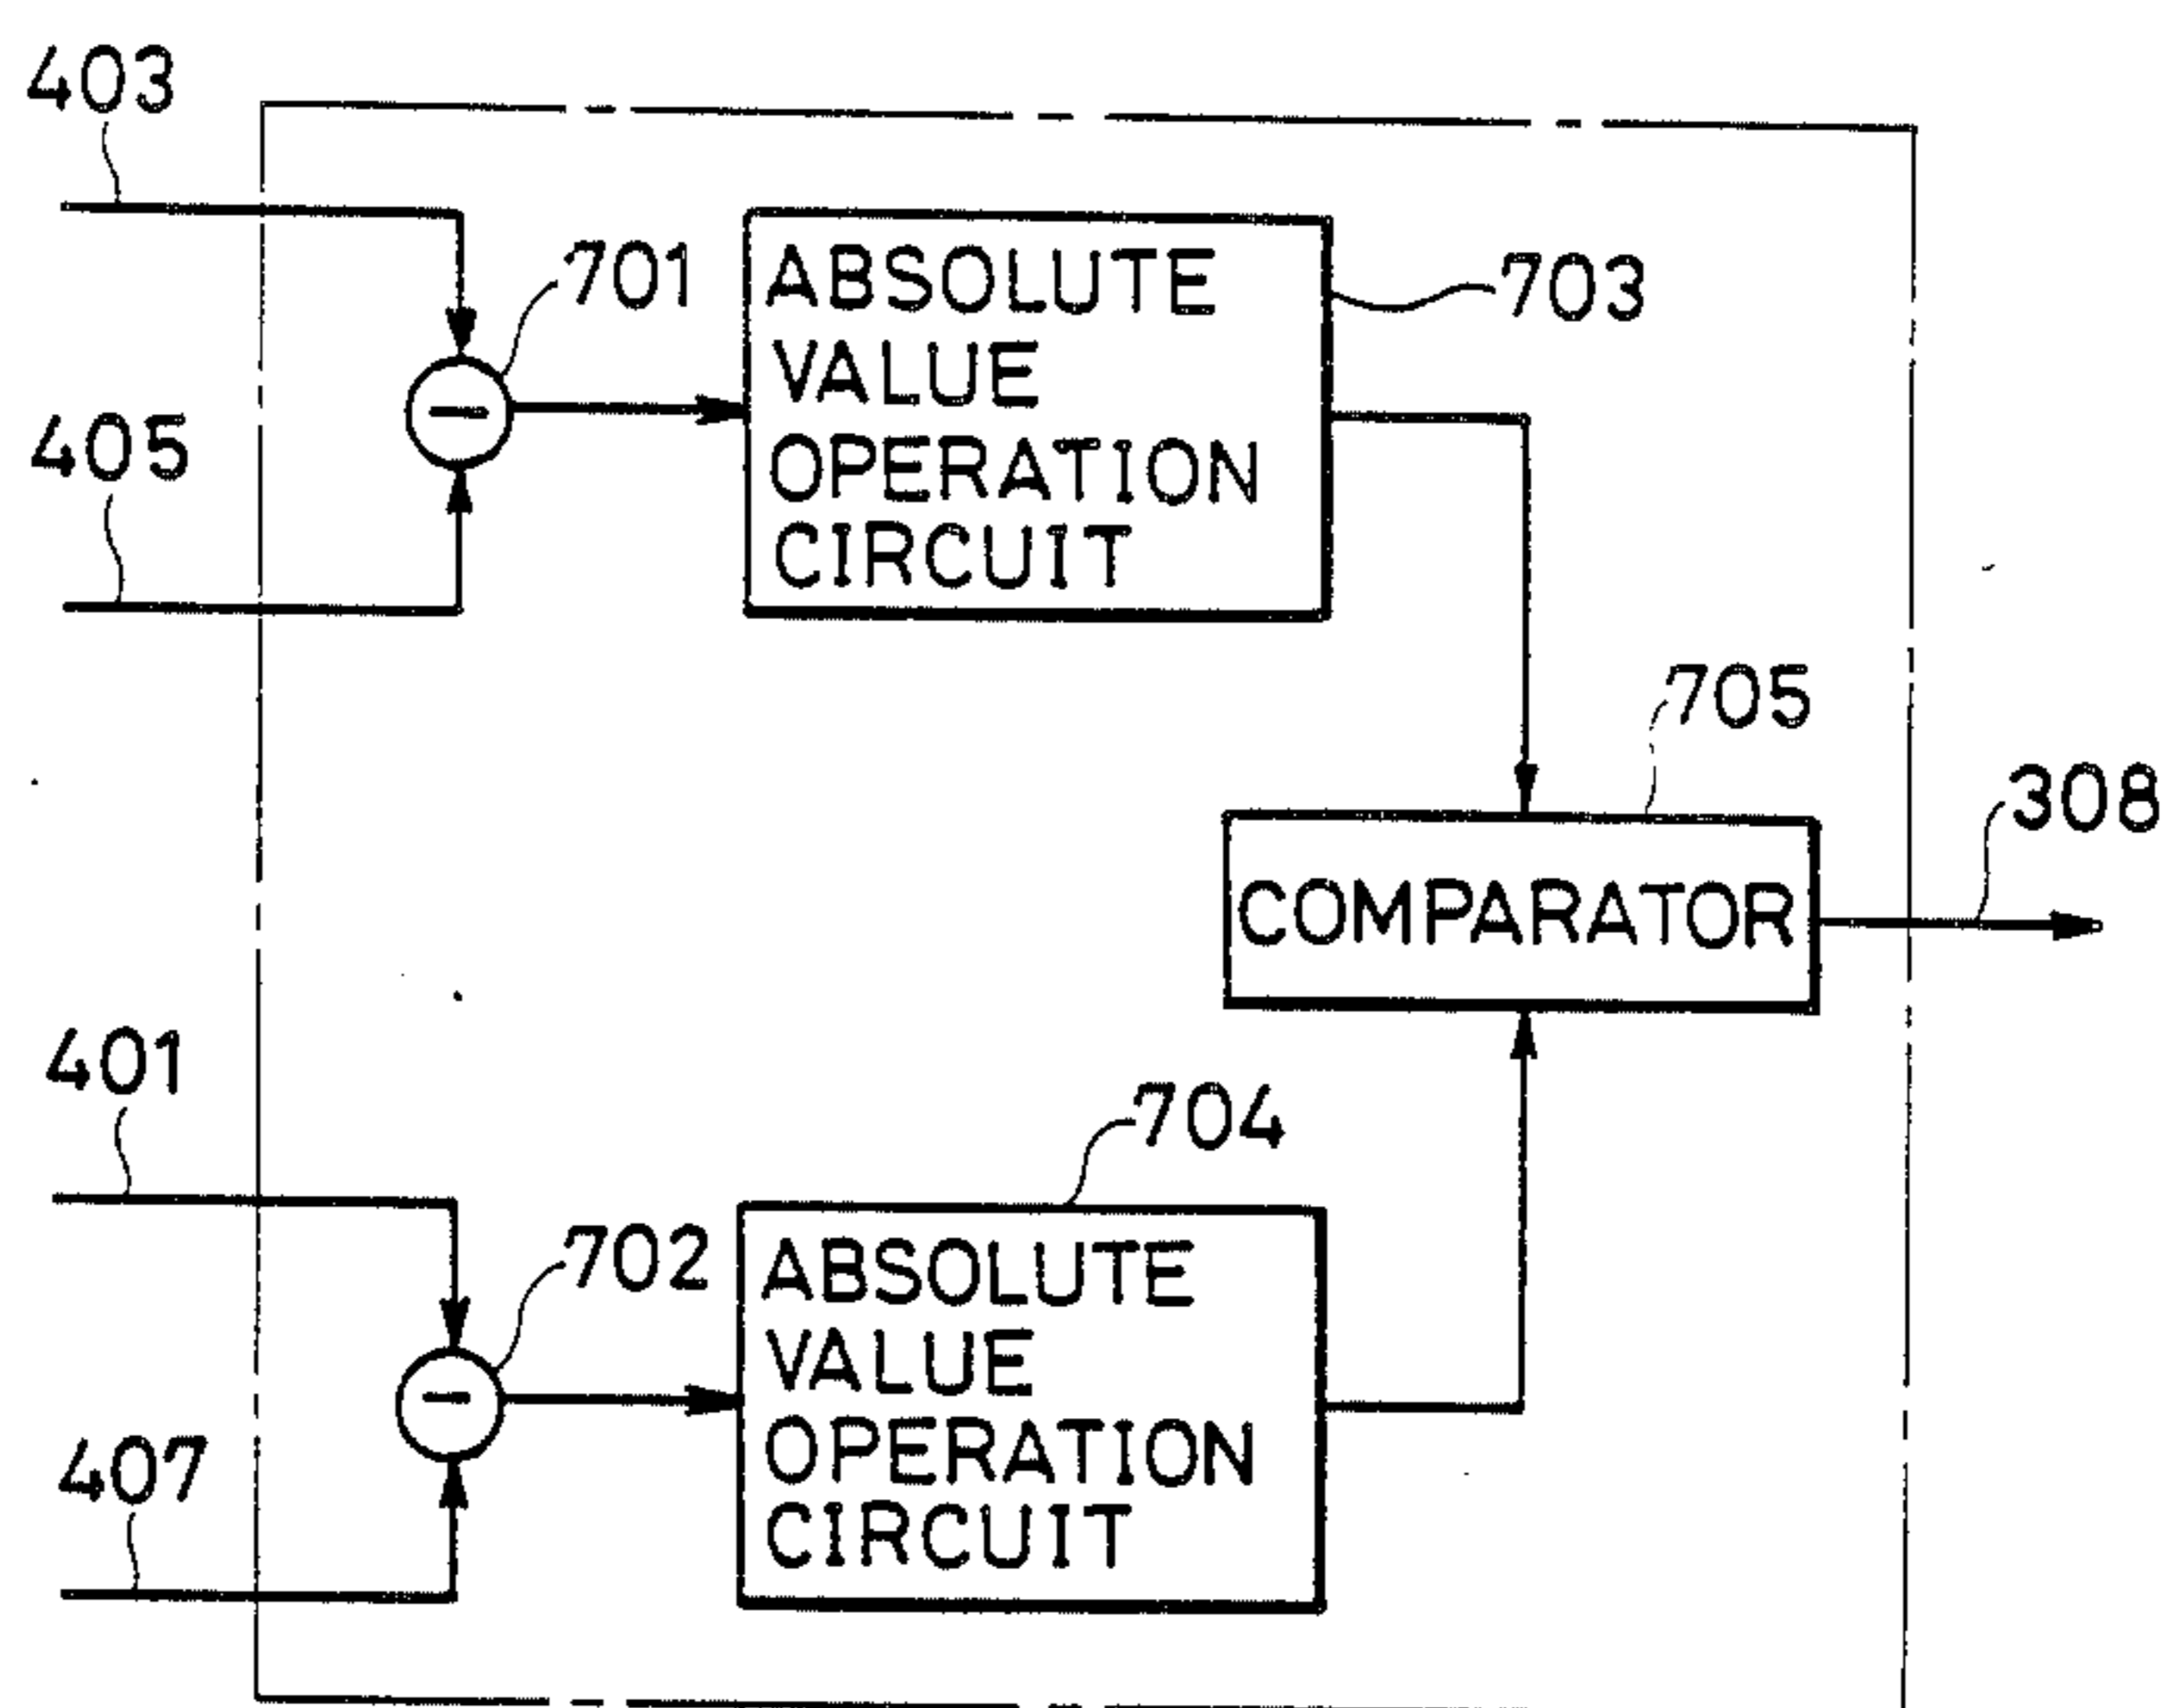 403
701
ABSOLUTE
VALUE
OPERATION
CIRCUIT
703
405
705
308
COMPARATOR
401
704
702
ABSOLUTE
VALUE
OPERATION
CIRCUIT
407